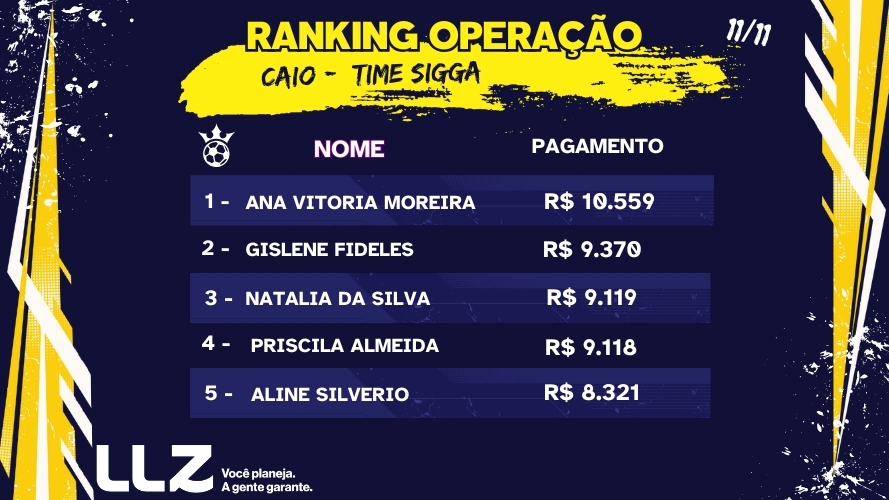 RANKING OPERAÇÃO
11/11
CAIO - TIME SIGGA
NOME PAGAMENTO
1 - ANA VITORIA MOREIRA R$ 10.559
2 - GISLENE FIDELES R$ 9.370
3 - NATALIA DA SILVA R$ 9.119
4 - PRISCILA ALMEIDA R$ 9.118
5 - ALINE SILVERIO R$ 8.321
LLZ
Você planeja.
A gente garante.